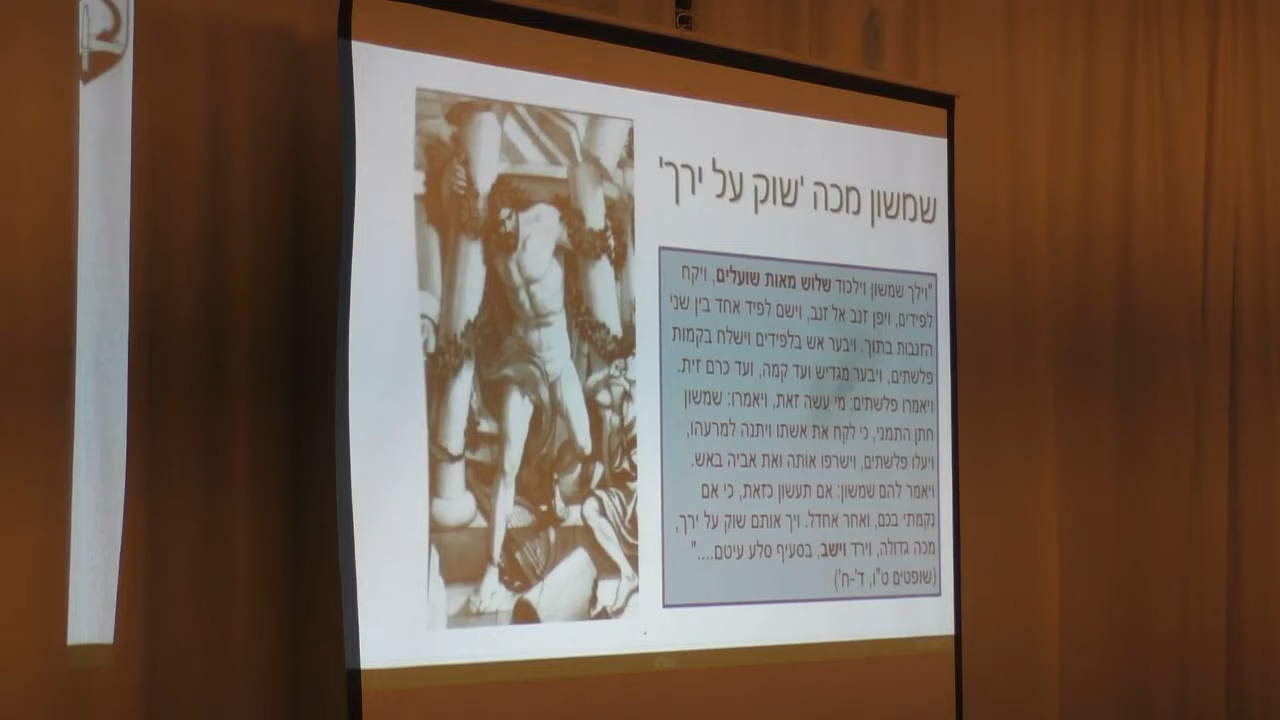 שמשון מכה 'שוק על ירך'
"וילך שמשון וילכוד שלוש מאות שועלים, ויקח
לפידים, ויפן זנב אל זנב, וישם לפיד אחד בין שני
הזנבות בתוך. ויבער אש בלפידים וישלח בקמות
פלשתים, ויבער מגדיש ועד קמה, ועד כרם זית.
ויאמרו פלשתים: מי עשה זאת, ויאמרו: שמשון
חתן התמני, כי לקח את אשתו ויתנה למרעהו,
ויעלו פלשתים, וישרפו אותה ואת אביה באש.
ויאמר להם שמשון: אם תעשון כזאת, כי אם
נקמתי בכם, ואחר אחדל. ויך אותם שוק על ירך,
מכה גדולה, וירד וישב, בסעיף סלע עיטם...."
(שופטים ט"ו, ד'-ח')